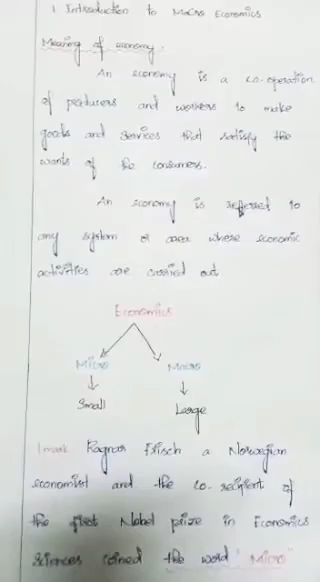 1. Introduction to Macro Economics
Meaning of economy.
An economy is a co-operation
of producers and workers to make
goods and services that satisfy the
wants of the consumers.
An economy is referred to
any system or area where economic
activities are carried out
Economics
Micro Macro
Small Large
1 mark Ragnar Frisch a Norwegian
economist and the co-recipient of
the first Nobel prize in Economics
Sciences coined the word "Micro"